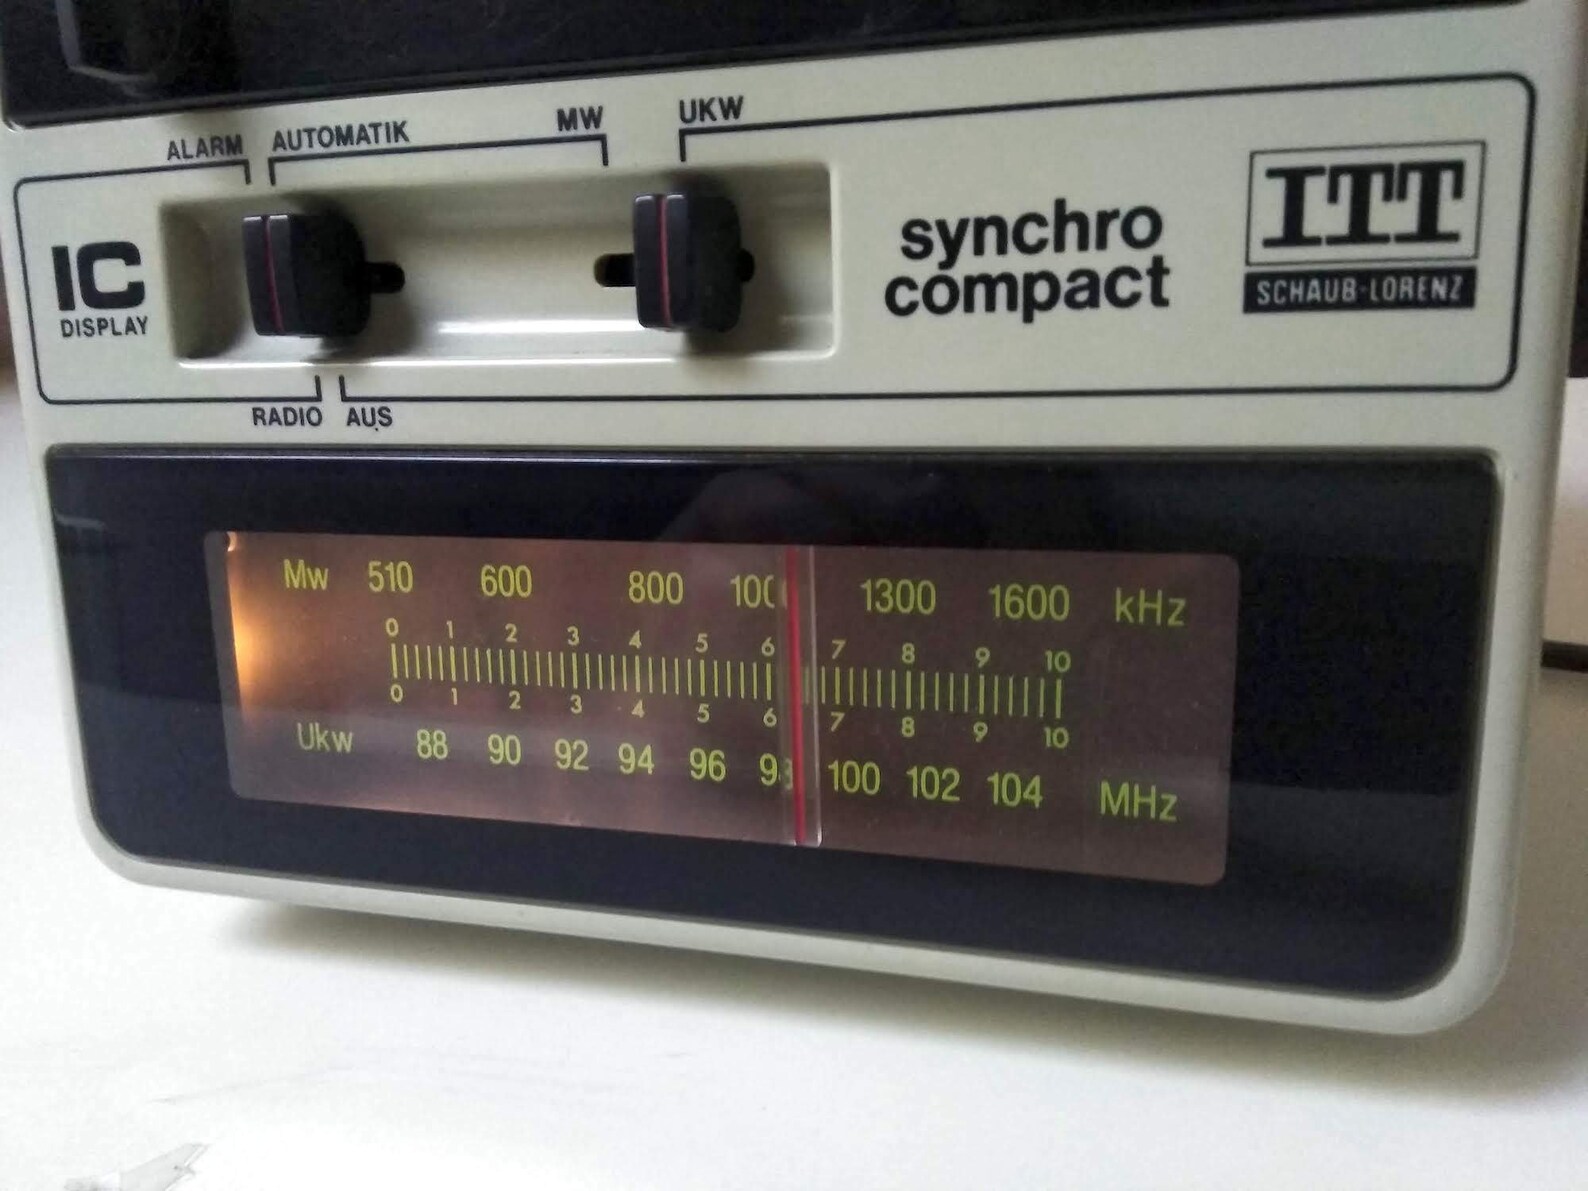 ALARM AUTOMATIK MW UKW
IC
DISPLAY
synchro
compact
ITT
SCHAUB-LORENZ
RADIO AUS
Mw 510 600 800 1300 1600 kHz
0 1 2 3 4 5 6 7 8 9 10
0 1 2 3 4 5 6 7 8 9 10
Ukw 88 90 92 94 96 98 100 102 104 MHz